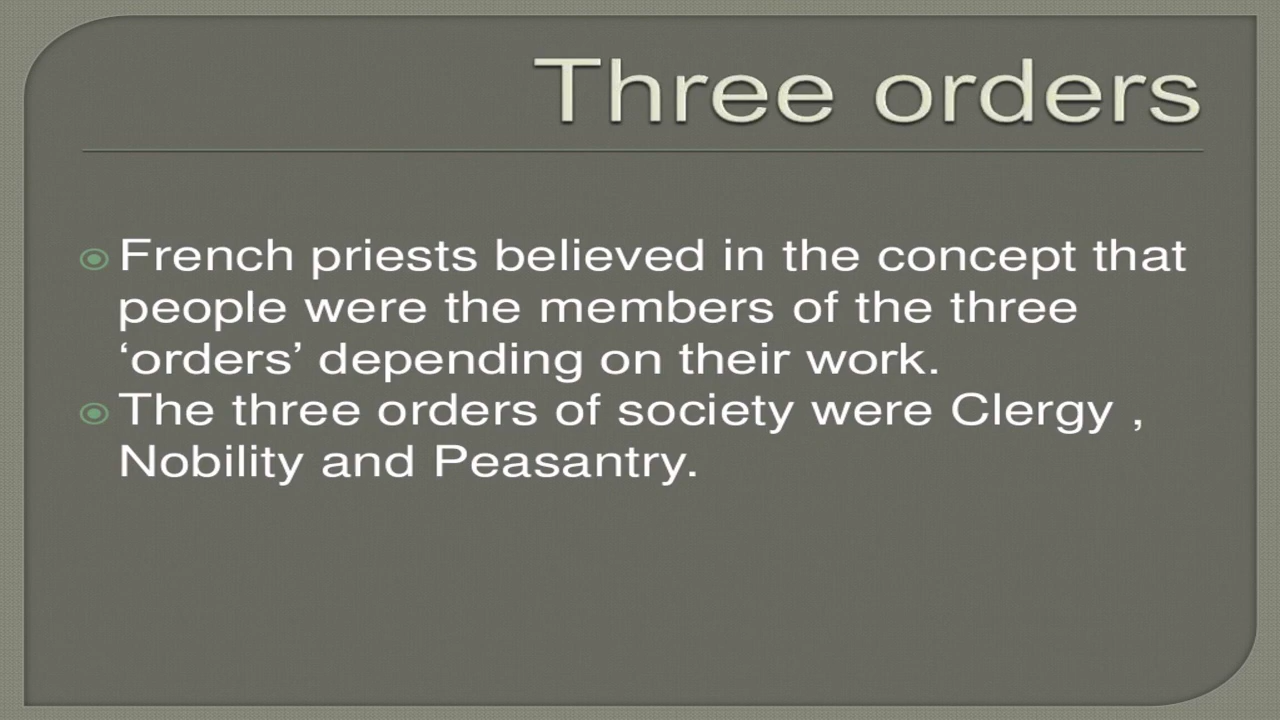 Three orders
French priests believed in the concept that
people were the members of the three
‘orders’ depending on their work.
The three orders of society were Clergy ,
Nobility and Peasantry.